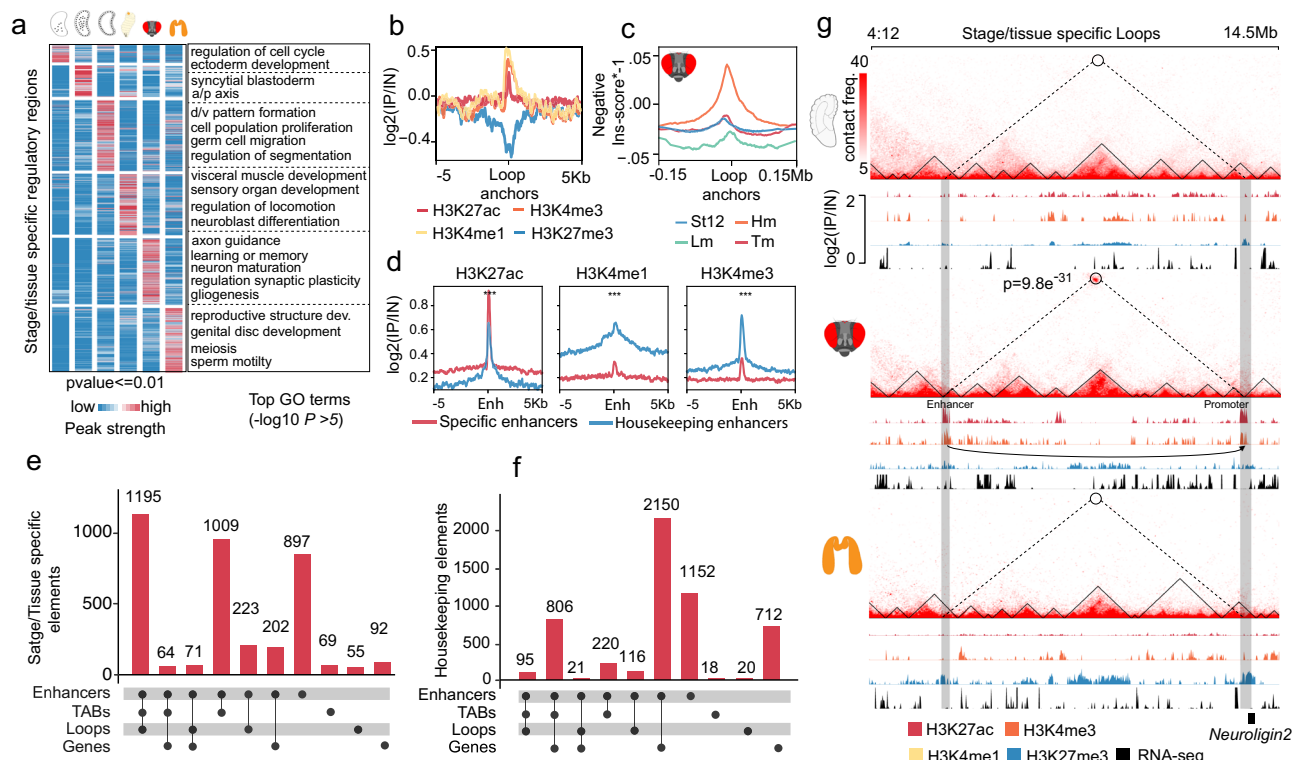 a
Stage/tissue specific regulatory regions
regulation of cell cycle
ectoderm development
syncytial blastoderm
a/p axis
d/v pattern formation
cell population proliferation
germ cell migration
regulation of segmentation
visceral muscle development
sensory organ development
regulation of locomotion
neuroblast differentiation
axon guidance
learning or memory
neuron maturation
regulation synaptic plasticity
gliogenesis
reproductive structure dev.
genital disc development
meiosis
sperm motilty
pvalue<=0.01
low high
Peak strength
Top GO terms
(-log10 P >5)
b
log2(IP/IN)
0.5
0.0
−0.4
-5 Loop 5Kb
anchors
H3K27ac H3K4me3
H3K4me1 H3K27me3
c
Negative
Ins-score*-1
.05
.00
-.05
-0.15 Loop 0.15Mb
anchors
St12 Hm
Lm Tm
d
H3K27ac H3K4me1 H3K4me3
log2(IP/IN)
0.8
0.6
0.4
0.2
*** *** ***
-5 Enh 5Kb -5 Enh 5Kb -5 Enh 5Kb
Specific enhancers Housekeeping enhancers
e
Satge/Tissue specific
elements
1000
500
0
1195 64 71 1009 223 202 897 69 55 92
Enhancers
TABs
Loops
Genes
f
Housekeeping elements
2000
1500
1000
500
0
95 806 21 220 116 2150 1152 18 20 712
Enhancers
TABs
Loops
Genes
g
4:12 Stage/tissue specific Loops 14.5Mb
40
contact freq.
5
2
log2(IP/IN)
0
p=9.8e-31
Enhancer Promoter
Neuroligin2
H3K27ac H3K4me3
H3K4me1 H3K27me3 RNA-seq